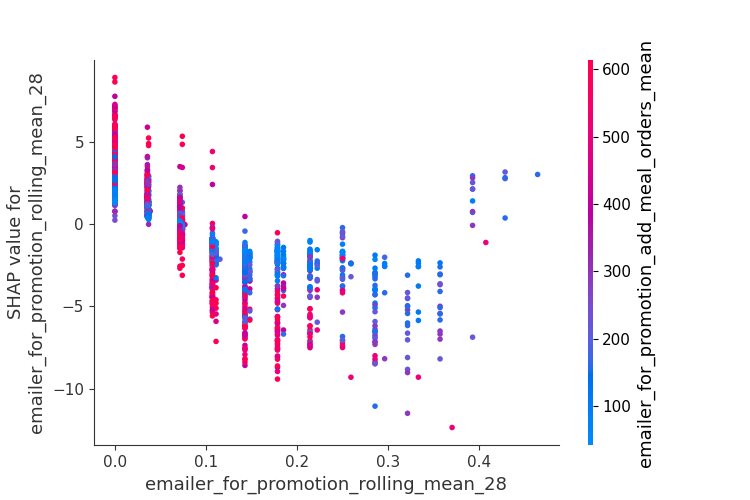 SHAP value for
emailer_for_promotion_rolling_mean_28
5
0
−5
−10
0.0 0.1 0.2 0.3 0.4
emailer_for_promotion_rolling_mean_28
600
500
400
300
200
100
emailer_for_promotion_add_meal_orders_mean